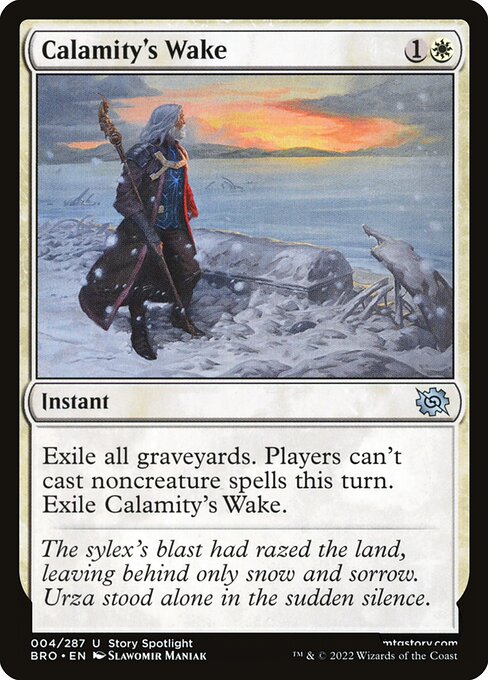 Calamity's Wake 1
Instant
Exile all graveyards. Players can't
cast noncreature spells this turn.
Exile Calamity's Wake.
The sylex's blast had razed the land,
leaving behind only snow and sorrow.
Urza stood alone in the sudden silence.
004/287 U Story Spotlight mtgstory.com
BRO • EN Slawomir Maniak ™ & © 2022 Wizards of the Coast